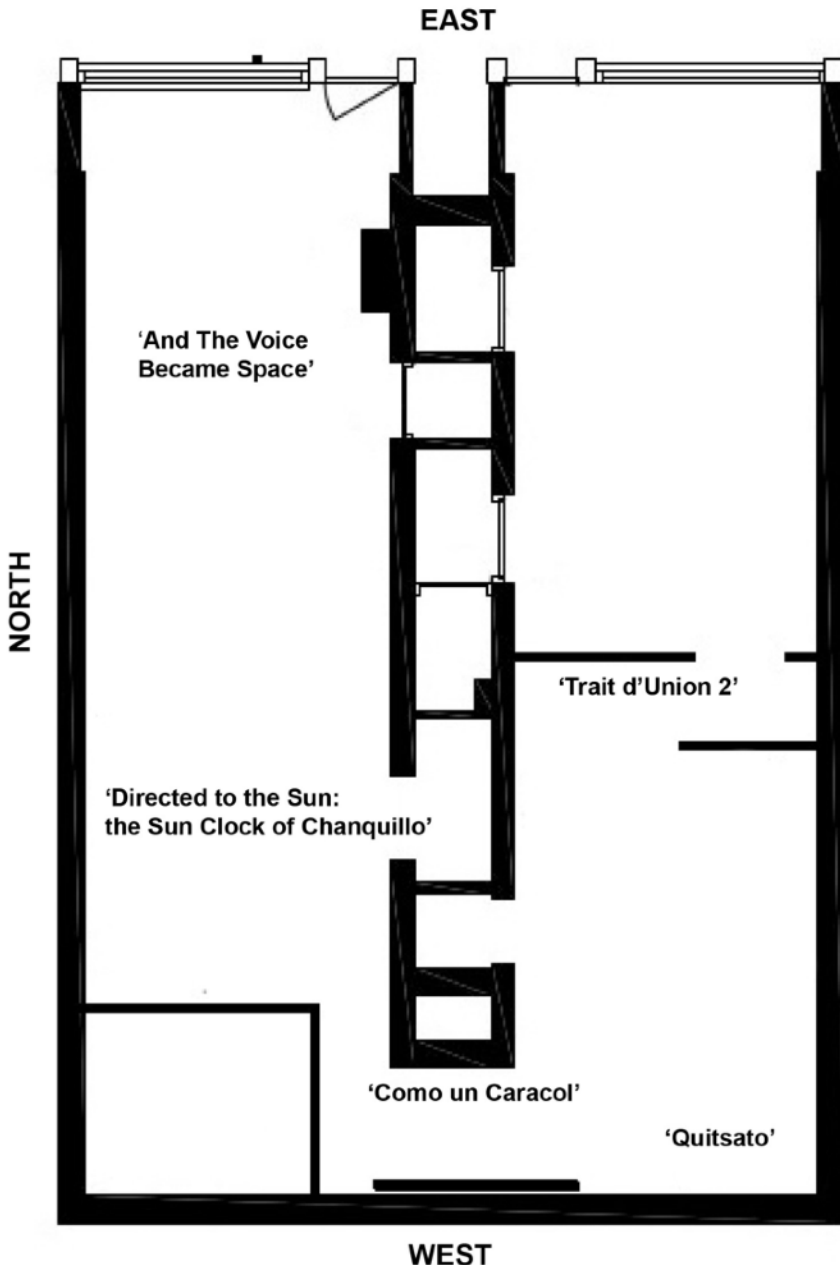 EAST
‘And The Voice
Became Space’
NORTH
‘Trait d’Union 2’
‘Directed to the Sun:
the Sun Clock of Chanquillo’
‘Como un Caracol’
‘Quitsato’
WEST